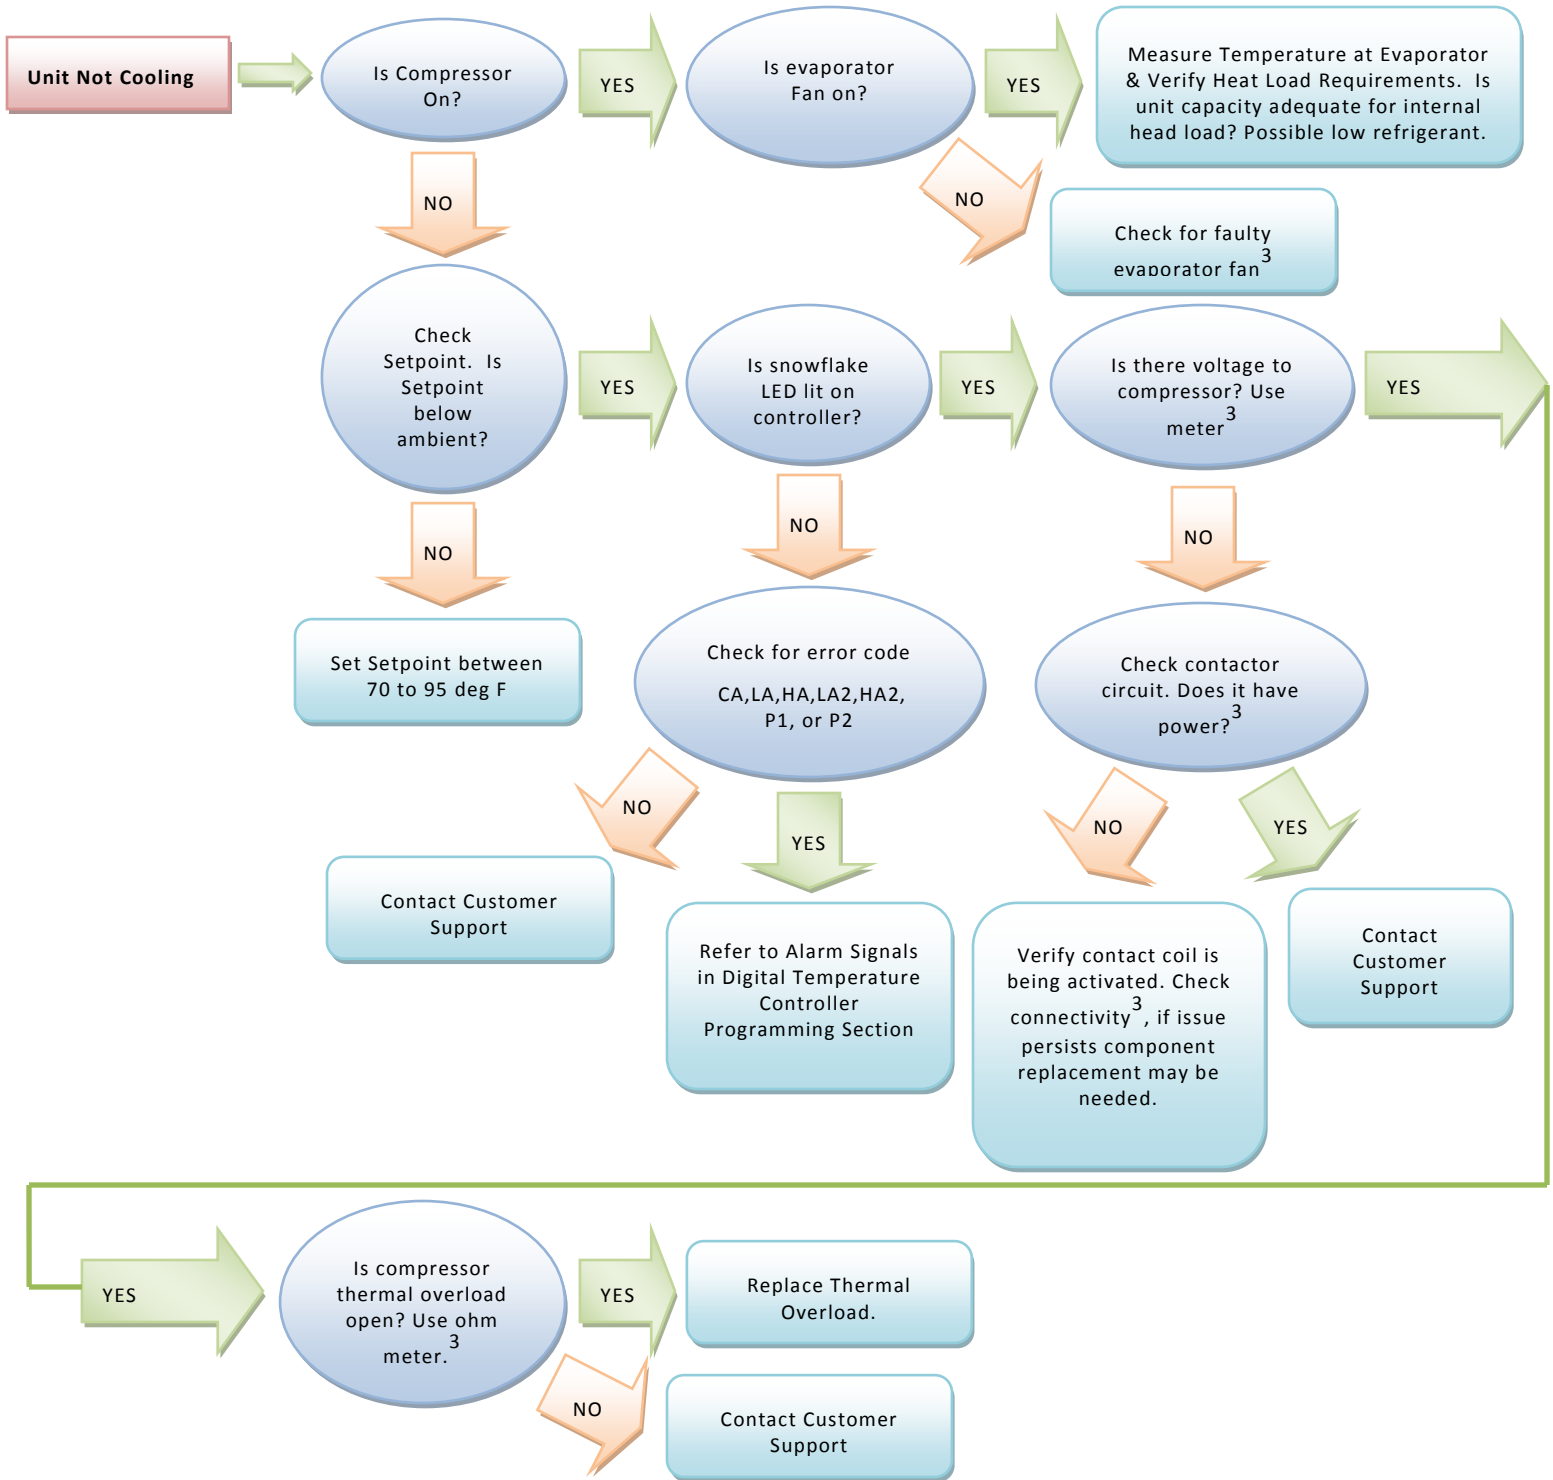 Unit Not Cooling
Is Compressor
On?
YES
Is evaporator
Fan on?
YES
Measure Temperature at Evaporator
& Verify Heat Load Requirements. Is
unit capacity adequate for internal
head load? Possible low refrigerant.
NO
NO
Check for faulty
evaporator fan3
Check
Setpoint. Is
Setpoint
below
ambient?
YES
Is snowflake
LED lit on
controller?
YES
Is there voltage to
compressor? Use
meter3
YES
NO
NO
NO
Set Setpoint between
70 to 95 deg F
Check for error code
CA,LA,HA,LA2,HA2,
P1, or P2
Check contactor
circuit. Does it have
power?3
NO
YES
NO
YES
Contact Customer
Support
Refer to Alarm Signals
in Digital Temperature
Controller
Programming Section
Verify contact coil is
being activated. Check
connectivity3, if issue
persists component
replacement may be
needed.
Contact
Customer
Support
YES
Is compressor
thermal overload
open? Use ohm
meter.3
YES
Replace Thermal
Overload.
NO
Contact Customer
Support